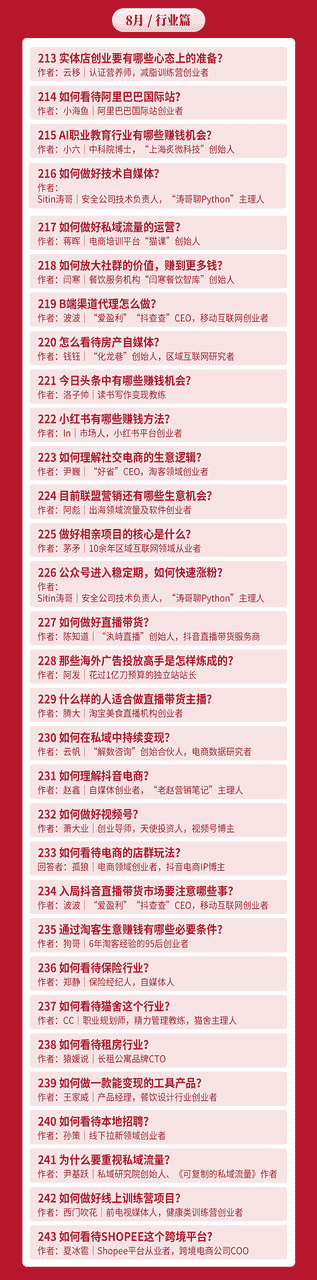 8月 / 行业篇
213 实体店创业要有哪些心态上的准备?
作者：云移｜认证营养师，减脂训练营创业者
214 如何看待阿里巴巴国际站?
作者：小海鱼｜阿里巴巴国际站创业者
215 AI职业教育行业有哪些赚钱机会?
作者：小六｜中科院博士，“上海炙微科技”创始人
216 如何做好技术自媒体?
作者：
Sitin涛哥｜安全公司技术负责人，“涛哥聊Python”主理人
217 如何做好私域流量的运营?
作者：蒋晖｜电商培训平台“猫课”创始人
218 如何放大社群的价值，赚到更多钱?
作者：闫寒｜餐饮服务机构“闫寒餐饮智库”创始人
219 B端渠道代理怎么做?
作者：波波｜“爱盈利”“抖查查”CEO，移动互联网创业者
220 怎么看待房产自媒体?
作者：钱钰｜“化龙巷”创始人，区域互联网研究者
221 今日头条中有哪些赚钱机会?
作者：洛子帅｜读书写作变现教练
222 小红书有哪些赚钱方法?
作者：In｜市场人，小红书平台创业者
223 如何理解社交电商的生意逻辑?
作者：尹巍｜“好省”CEO，淘客领域创业者
224 目前联盟营销还有哪些生意机会?
作者：阿彪｜出海领域流量及软件创业者
225 做好相亲项目的核心是什么?
作者：茅矛｜10余年区域互联网领域从业者
226 公众号进入稳定期，如何快速涨粉?
作者：
Sitin涛哥｜安全公司技术负责人，“涛哥聊Python”主理人
227 如何做好直播带货?
作者：陈知道｜“氿峙直播”创始人，抖音直播带货服务商
228 那些海外广告投放高手是怎样炼成的?
作者：阿发｜花过1亿刀预算的独立站站长
229 什么样的人适合做直播带货主播?
作者：腾大｜淘宝美食直播机构创业者
230 如何在私域中持续变现?
作者：云帆｜“解数咨询”创始合伙人，电商数据研究者
231 如何理解抖音电商?
作者：赵鑫｜自媒体创业者，“老赵营销笔记”主理人
232 如何做好视频号?
作者：萧大业｜创业导师，天使投资人，视频号博主
233 如何看待电商的店群玩法?
回答者：孤狼｜电商领域创业者，抖音电商IP博主
234 入局抖音直播带货市场要注意哪些事?
作者：波波｜“爱盈利”“抖查查”CEO，移动互联网创业者
235 通过淘客生意赚钱有哪些必要条件?
作者：狗哥｜6年淘客经验的95后创业者
236 如何看待保险行业?
作者：郑静｜保险经纪人，自媒体人
237 如何看待猫舍这个行业?
作者：CC｜职业规划师，精力管理教练，猫舍主理人
238 如何看待租房行业?
作者：猿媛说｜长租公寓品牌CTO
239 如何做一款能变现的工具产品?
作者：王家威｜产品经理，餐饮设计行业创业者
240 如何看待本地招聘?
作者：孙策｜线下拉新领域创业者
241 为什么要重视私域流量?
作者：尹基跃｜私域研究院创始人、《可复制的私域流量》作者
242 如何做好线上训练营项目?
作者：西门吹花｜前电视媒体人，健康类训练营创业者
243 如何看待SHOPEE这个跨境平台?
作者：夏冰雹｜Shopee平台从业者，跨境电商公司COO